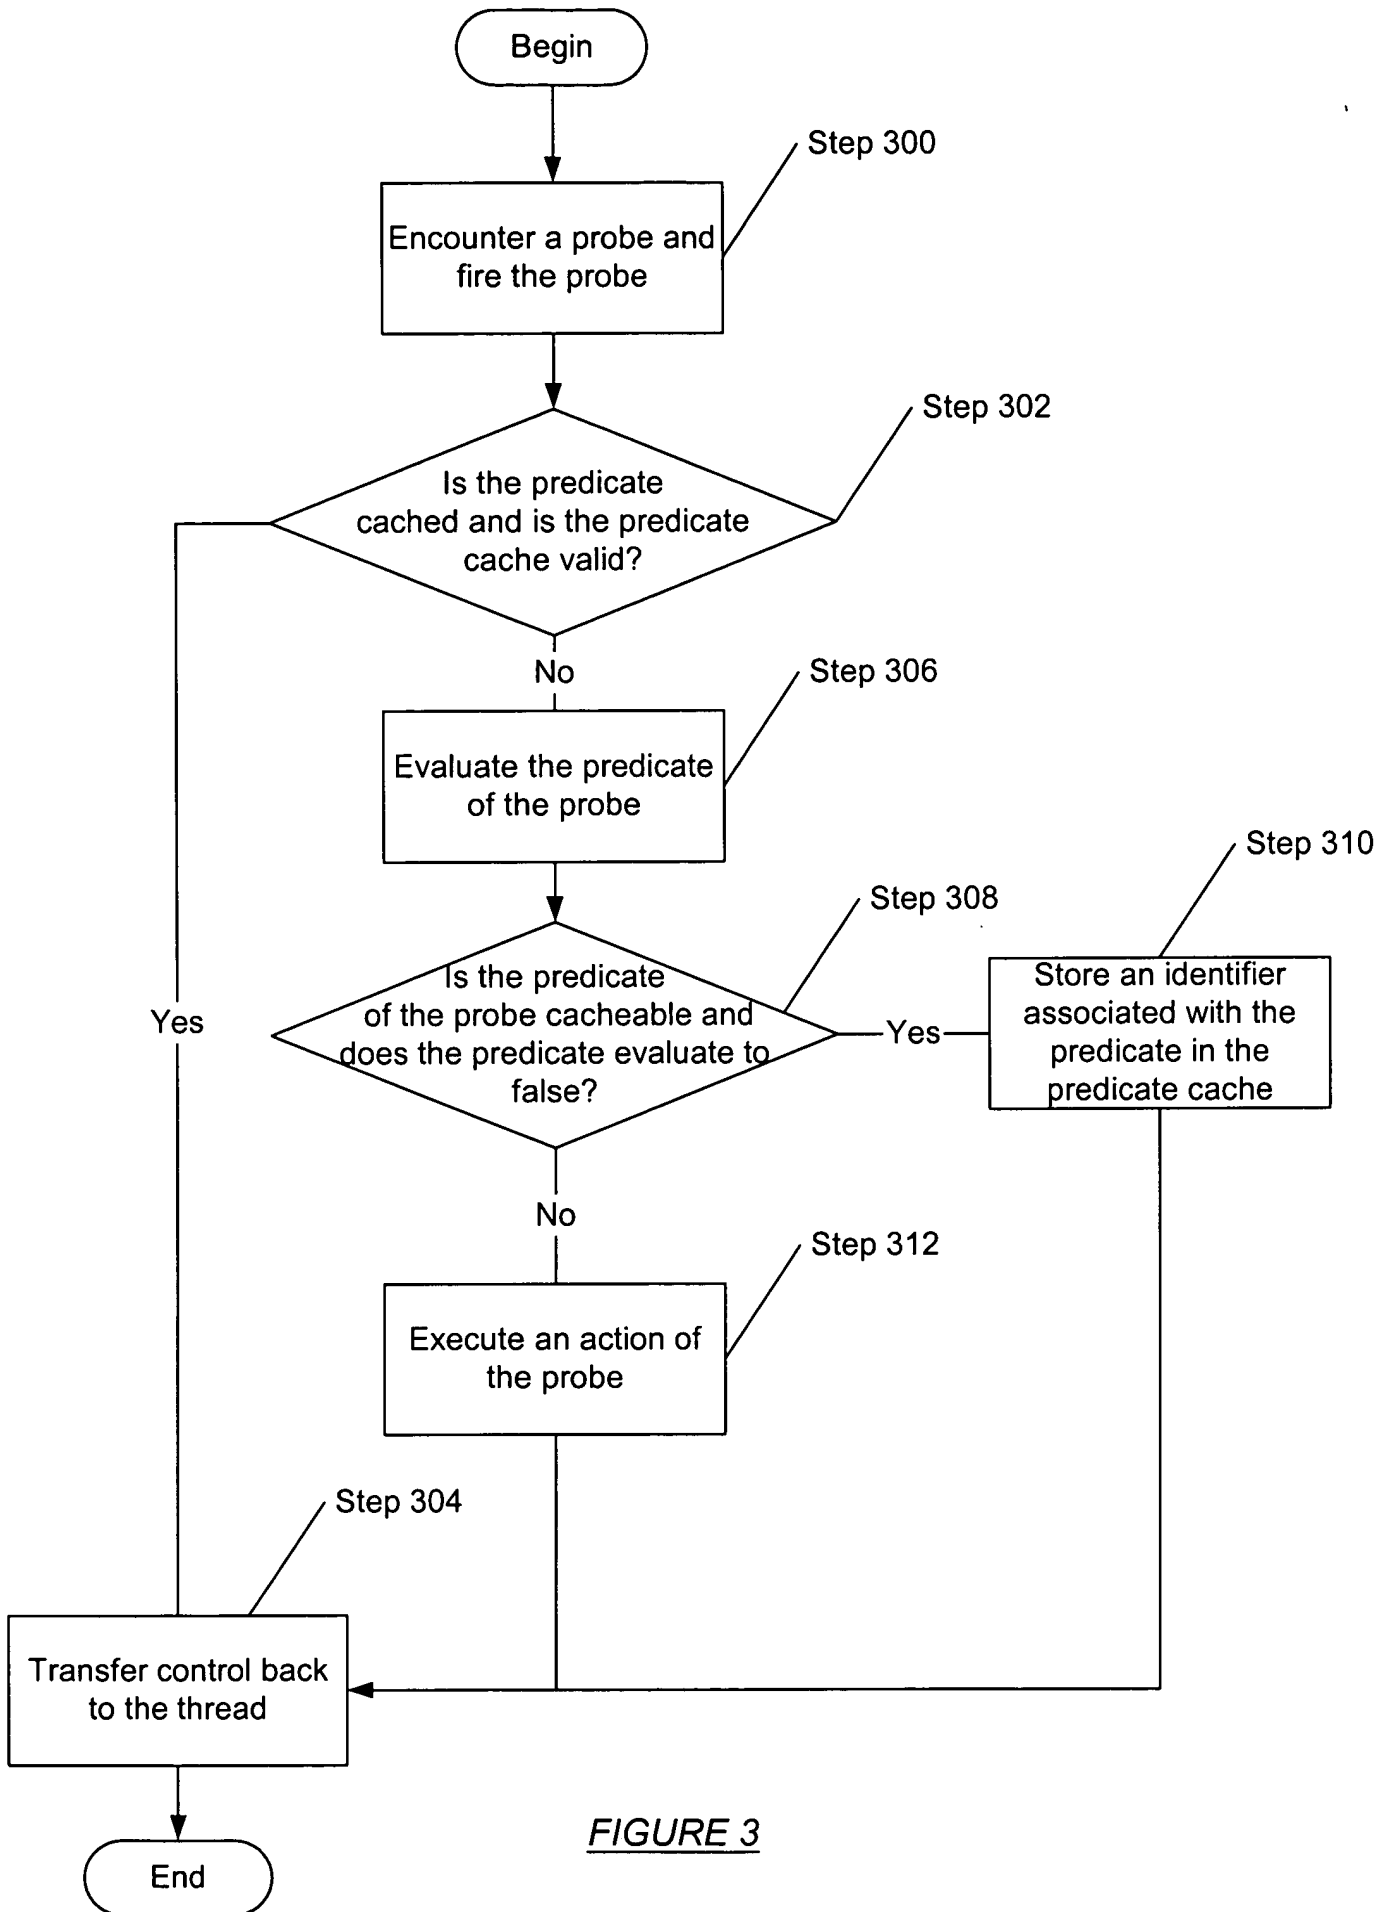 Begin
Step 300
Encounter a probe and
fire the probe
Step 302
Is the predicate
cached and is the predicate
cache valid?
No
Step 306
Evaluate the predicate
of the probe
Step 310
Step 308
Is the predicate
of the probe cacheable and
does the predicate evaluate to
false?
Yes
Store an identifier
associated with the
predicate in the
predicate cache
Yes
No
Step 312
Execute an action of
the probe
Step 304
Transfer control back
to the thread
FIGURE 3
End